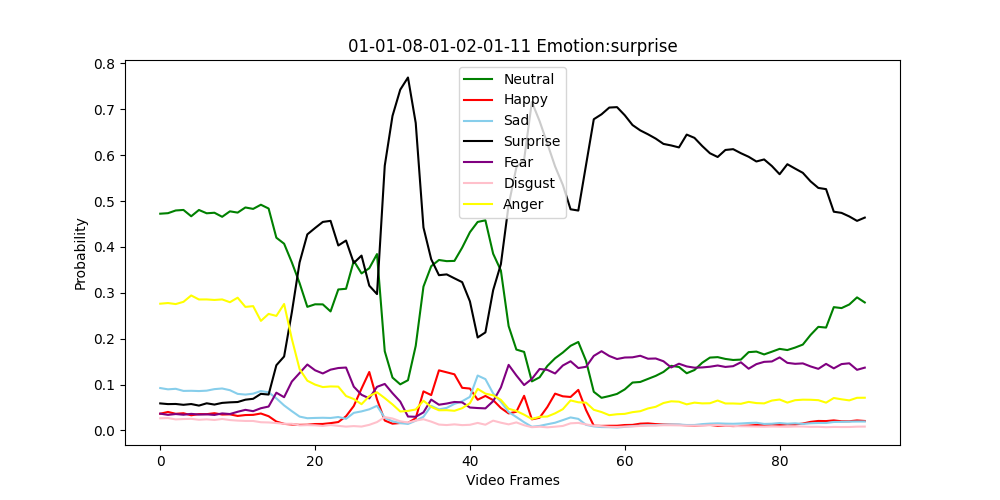 01-01-08-01-02-01-11 Emotion:surprise
Neutral
Happy
Sad
Surprise
Fear
Disgust
Anger
Probability
0.8
0.7
0.6
0.5
0.4
0.3
0.2
0.1
0.0
0 20 40 60 80
Video Frames